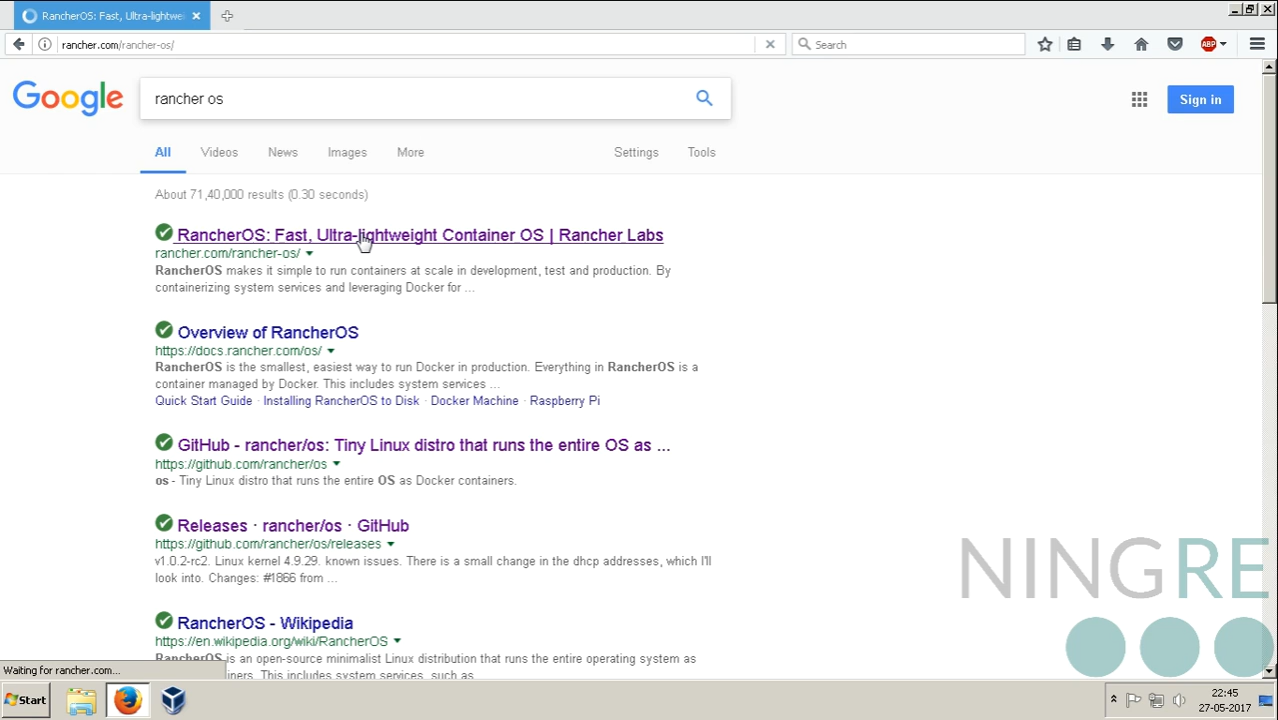 RancherOS: Fast, Ultra-lightwei
rancher.com/rancher-os/
Search
ABP
Google
rancher os
Sign in
All Videos News Images More Settings Tools
About 71,40,000 results (0.30 seconds)
RancherOS: Fast, Ultra-lightweight Container OS | Rancher Labs
rancher.com/rancher-os/
RancherOS makes it simple to run containers at scale in development, test and production. By
containerizing system services and leveraging Docker for ...
Overview of RancherOS
https://docs.rancher.com/os/
RancherOS is the smallest, easiest way to run Docker in production. Everything in RancherOS is a
container managed by Docker. This includes system services ...
Quick Start Guide · Installing RancherOS to Disk · Docker Machine · Raspberry Pi
GitHub - rancher/os: Tiny Linux distro that runs the entire OS as ...
https://github.com/rancher/os
os - Tiny Linux distro that runs the entire OS as Docker containers.
Releases · rancher/os · GitHub
https://github.com/rancher/os/releases
v1.0.2-rc2. Linux kernel 4.9.29. known issues. There is a small change in the dhcp addresses, which I'll
look into. Changes: #1866 from ...
RancherOS - Wikipedia
https://en.wikipedia.org/wiki/RancherOS
RancherOS is an open-source minimalist Linux distribution that runs the entire operating system as
iners. This includes system services, such as
Waiting for rancher.com...
NINGRE
Start
22:45
27-05-2017